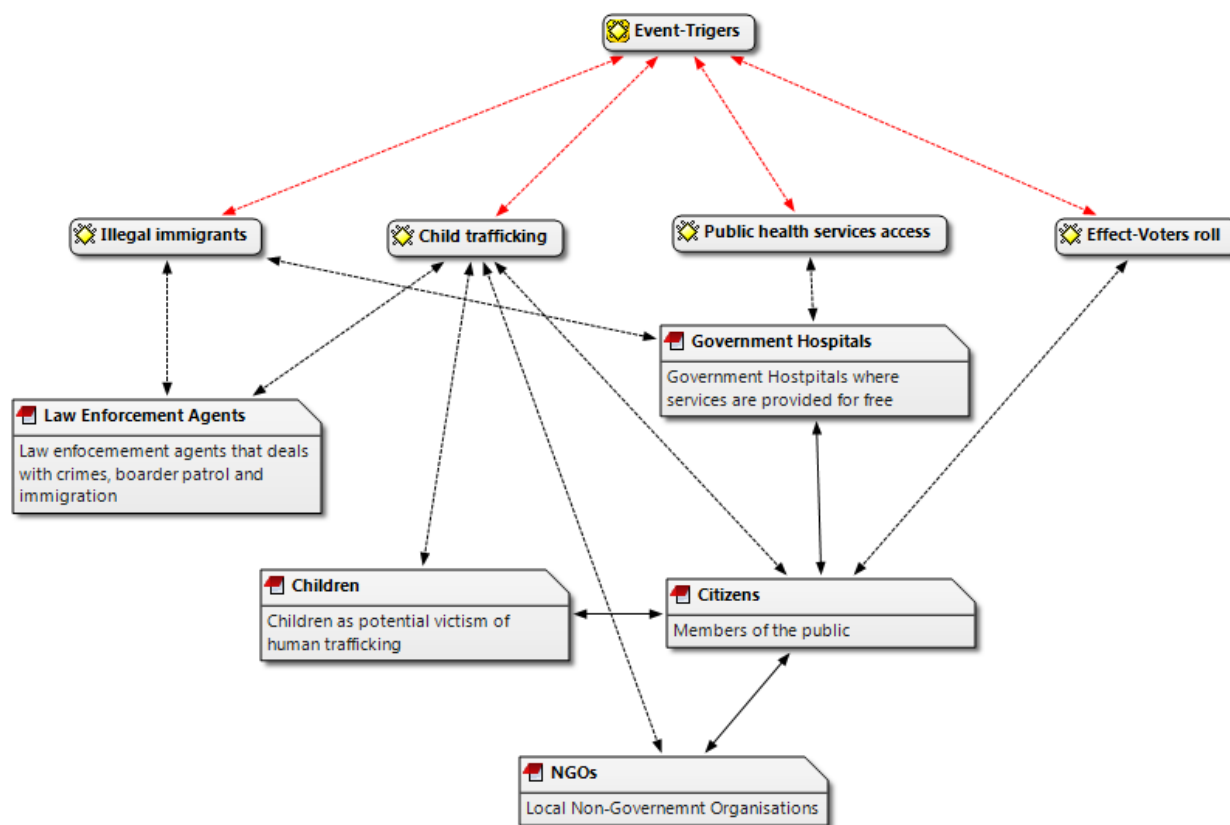 Event-Trigers
Illegal immigrants
Child trafficking
Public health services access
Effect-Voters roll
Government Hospitals
Government Hostpitals where
services are provided for free
Law Enforcement Agents
Law enfocemement agents that deals
with crimes, boarder patrol and
immigration
Children
Children as potential victism of
human trafficking
Citizens
Members of the public
NGOs
Local Non-Governemnt Organisations